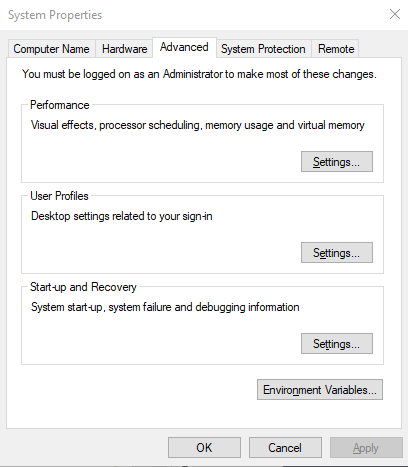 System Properties
Computer Name Hardware Advanced System Protection Remote
You must be logged on as an Administrator to make most of these changes.
Performance
Visual effects, processor scheduling, memory usage and virtual memory
Settings...
User Profiles
Desktop settings related to your sign-in
Settings...
Start-up and Recovery
System start-up, system failure and debugging information
Settings...
Environment Variables...
OK Cancel Apply